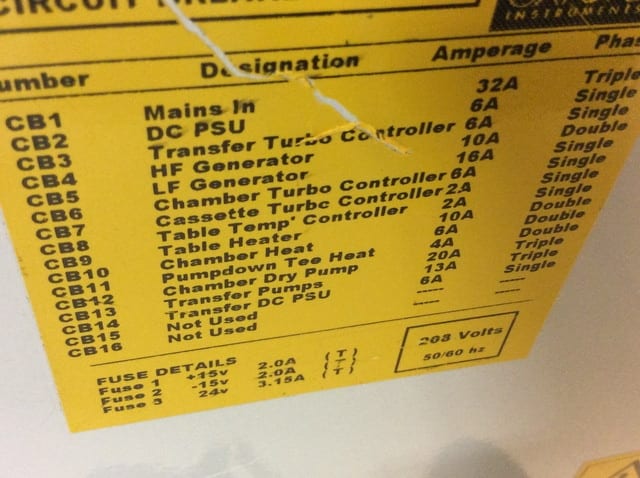 CIRCUIT BREAKER
INSTRUMENTS
umber Designation Amperage Phas
CB1 Mains In 32A Triple
CB2 DC PSU 6A Single
CB3 Transfer Turbo Controller 6A Single
CB4 HF Generator 10A Double
CB5 LF Generator 16A Single
CB6 Chamber Turbo Controller 6A Single
CB7 Cassette Turbo Controller 2A Single
CB8 Table Temp' Controller 2A Single
CB9 Table Heater 10A Double
CB10 Chamber Heat 6A Double
CB11 Pumpdown Tee Heat 4A Double
CB12 Chamber Dry Pump 20A Triple
CB13 Transfer Pumps 13A Triple
CB14 Transfer DC PSU 6A Single
CB15 Not Used ---- ----
CB16 Not Used ---- ----
FUSE DETAILS
Fuse 1 +15v 2.0A (T)
Fuse 2 -15v 2.0A (T)
Fuse 3 24v 3.15A (T)
208 Volts
50/60 hz